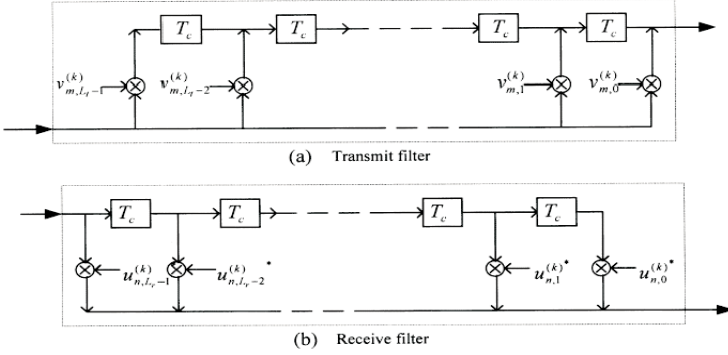 T_c T_c T_c T_c
v_{m,L_t-1}^{(k)} v_{m,L_t-2}^{(k)} v_{m,1}^{(k)} v_{m,0}^{(k)}
(a) Transmit filter
T_c T_c T_c T_c
u_{n,L_r-1}^{(k)} u_{n,L_r-2}^{(k)*} u_{n,1}^{(k)*} u_{n,0}^{(k)*}
(b) Receive filter